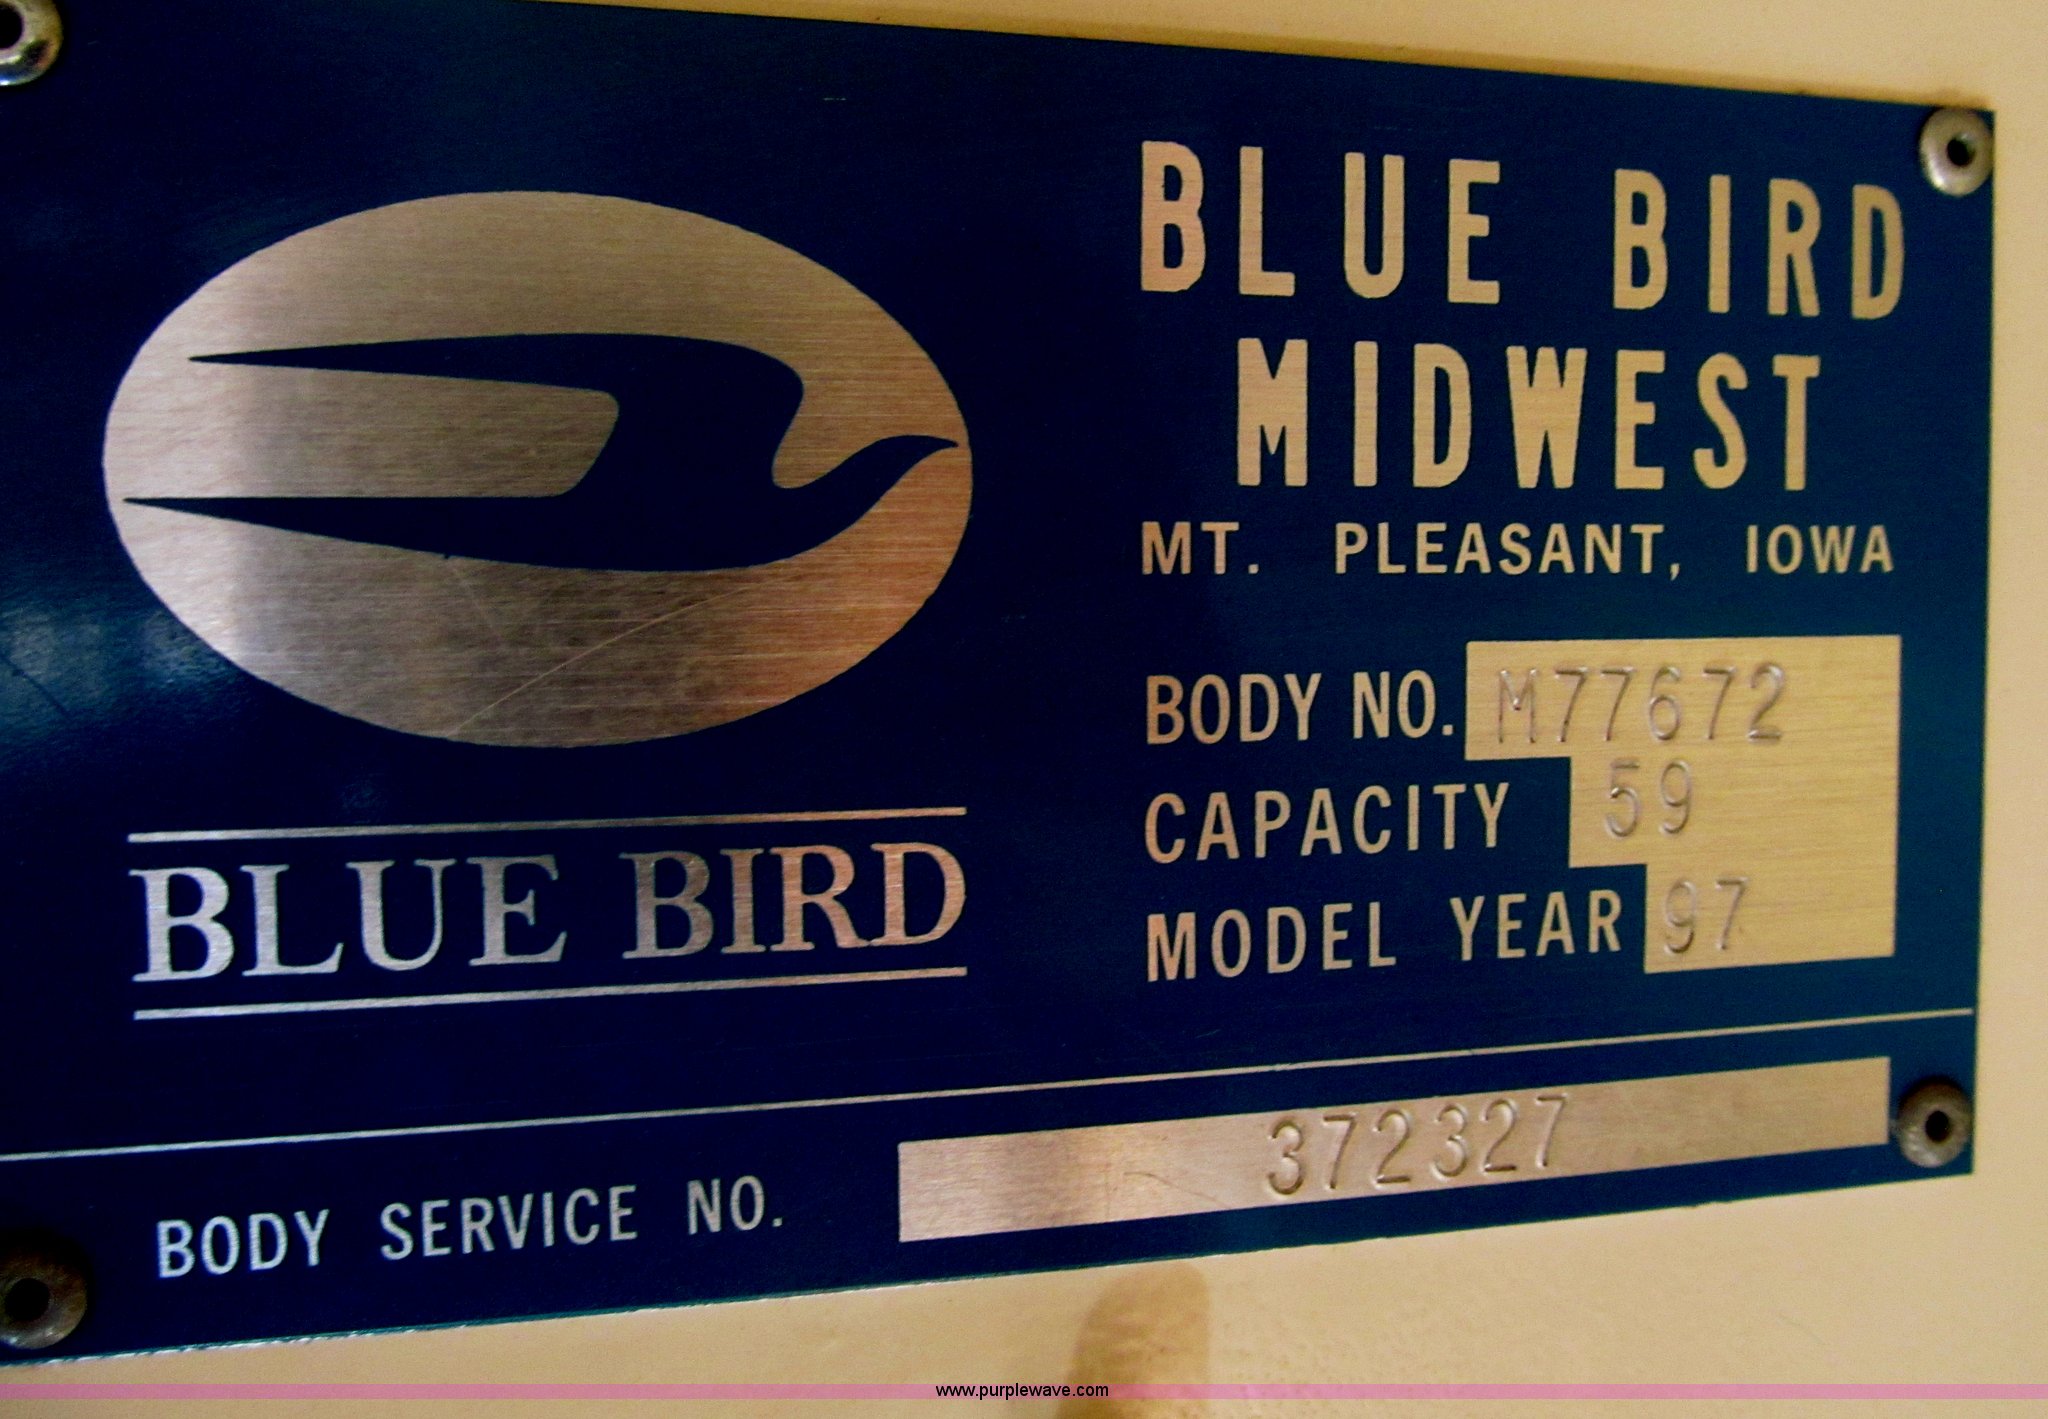 BLUE BIRD
MIDWEST
MT. PLEASANT, IOWA
BODY NO. M77672
CAPACITY 59
MODEL YEAR 97
BLUE BIRD
BODY SERVICE NO. 372327
www.purplewave.com